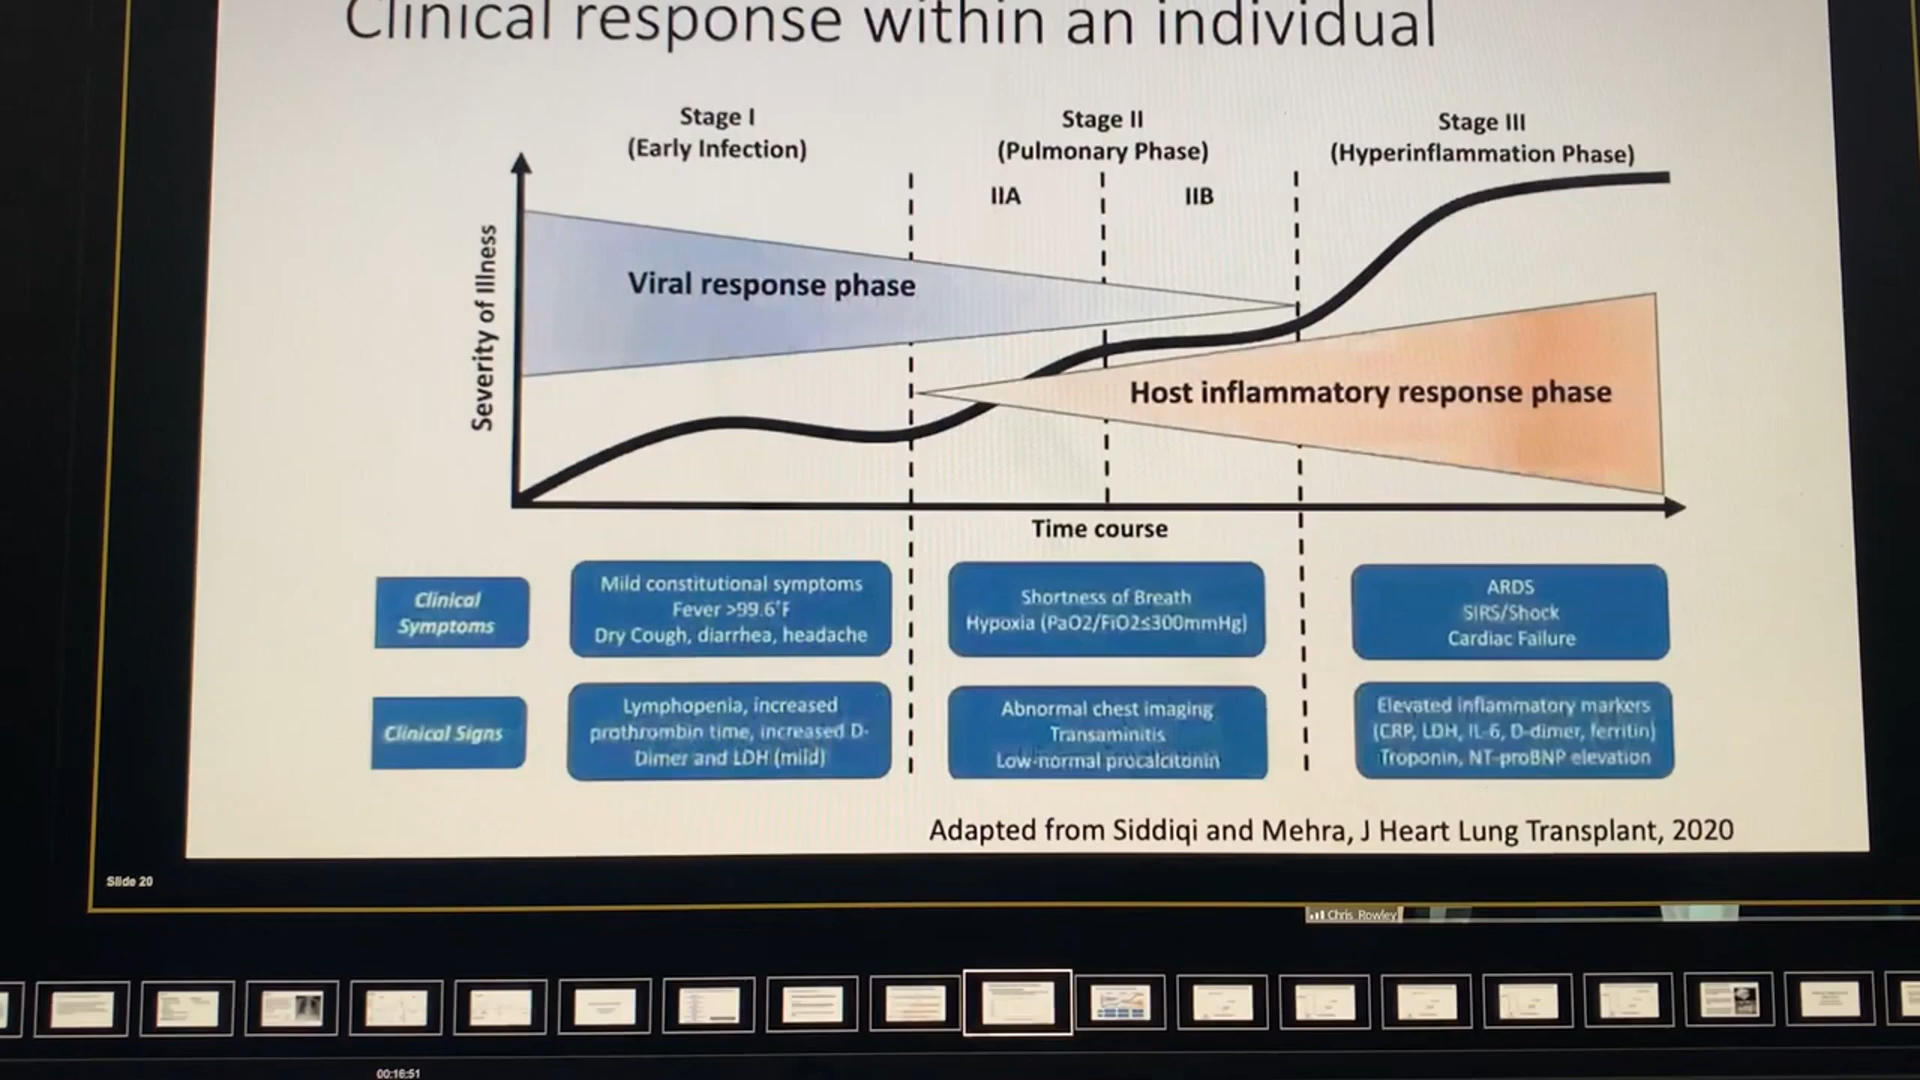 Clinical response within an individual
Stage I
(Early Infection)
Stage II
(Pulmonary Phase)
Stage III
(Hyperinflammation Phase)
IIA
IIB
Severity of Illness
Viral response phase
Host inflammatory response phase
Time course
Clinical
Symptoms
Mild constitutional symptoms
Fever >99.6°F
Dry Cough, diarrhea, headache
Shortness of Breath
Hypoxia (PaO2/FiO2≤300mmHg)
ARDS
SIRS/Shock
Cardiac Failure
Clinical Signs
Lymphopenia, increased
prothrombin time, increased D-
Dimer and LDH (mild)
Abnormal chest imaging
Transaminitis
Low-normal procalcitonin
Elevated inflammatory markers
(CRP, LDH, IL-6, D-dimer, ferritin)
Troponin, NT-proBNP elevation
Adapted from Siddiqi and Mehra, J Heart Lung Transplant, 2020
Slide 20
Chris Rowley
00:16:51